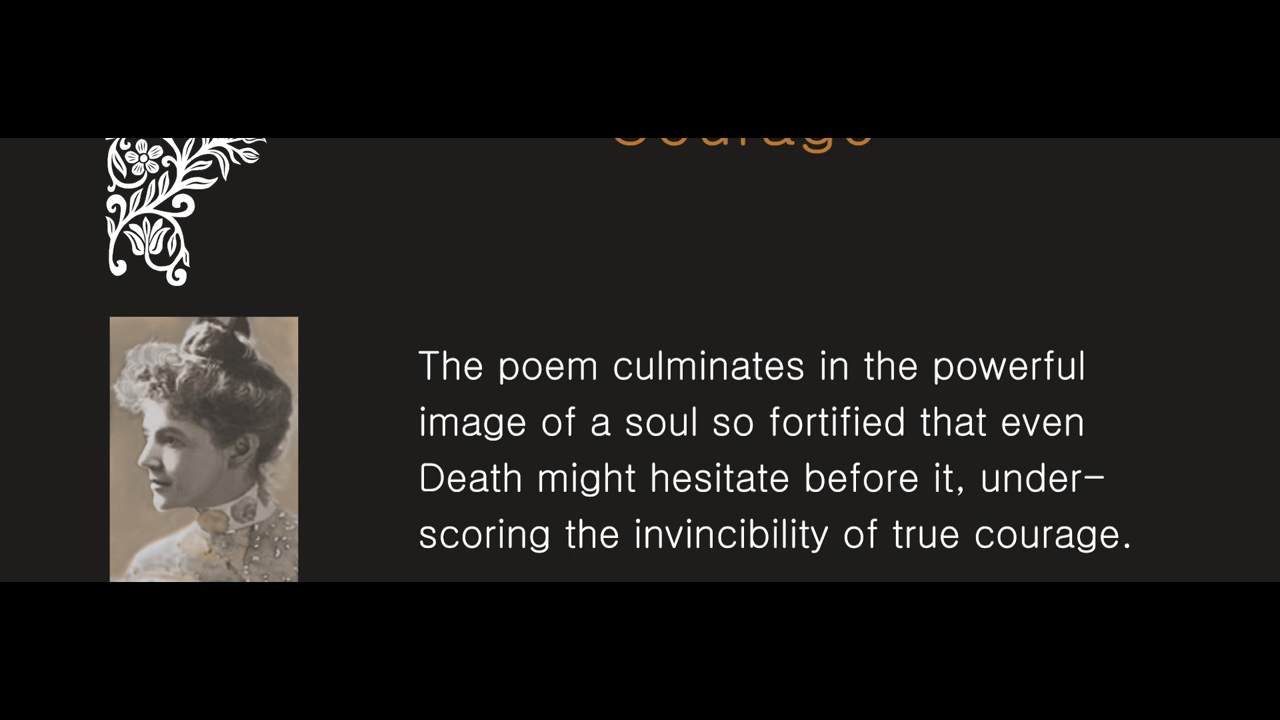 Courage
The poem culminates in the powerful
image of a soul so fortified that even
Death might hesitate before it, under–
scoring the invincibility of true courage.